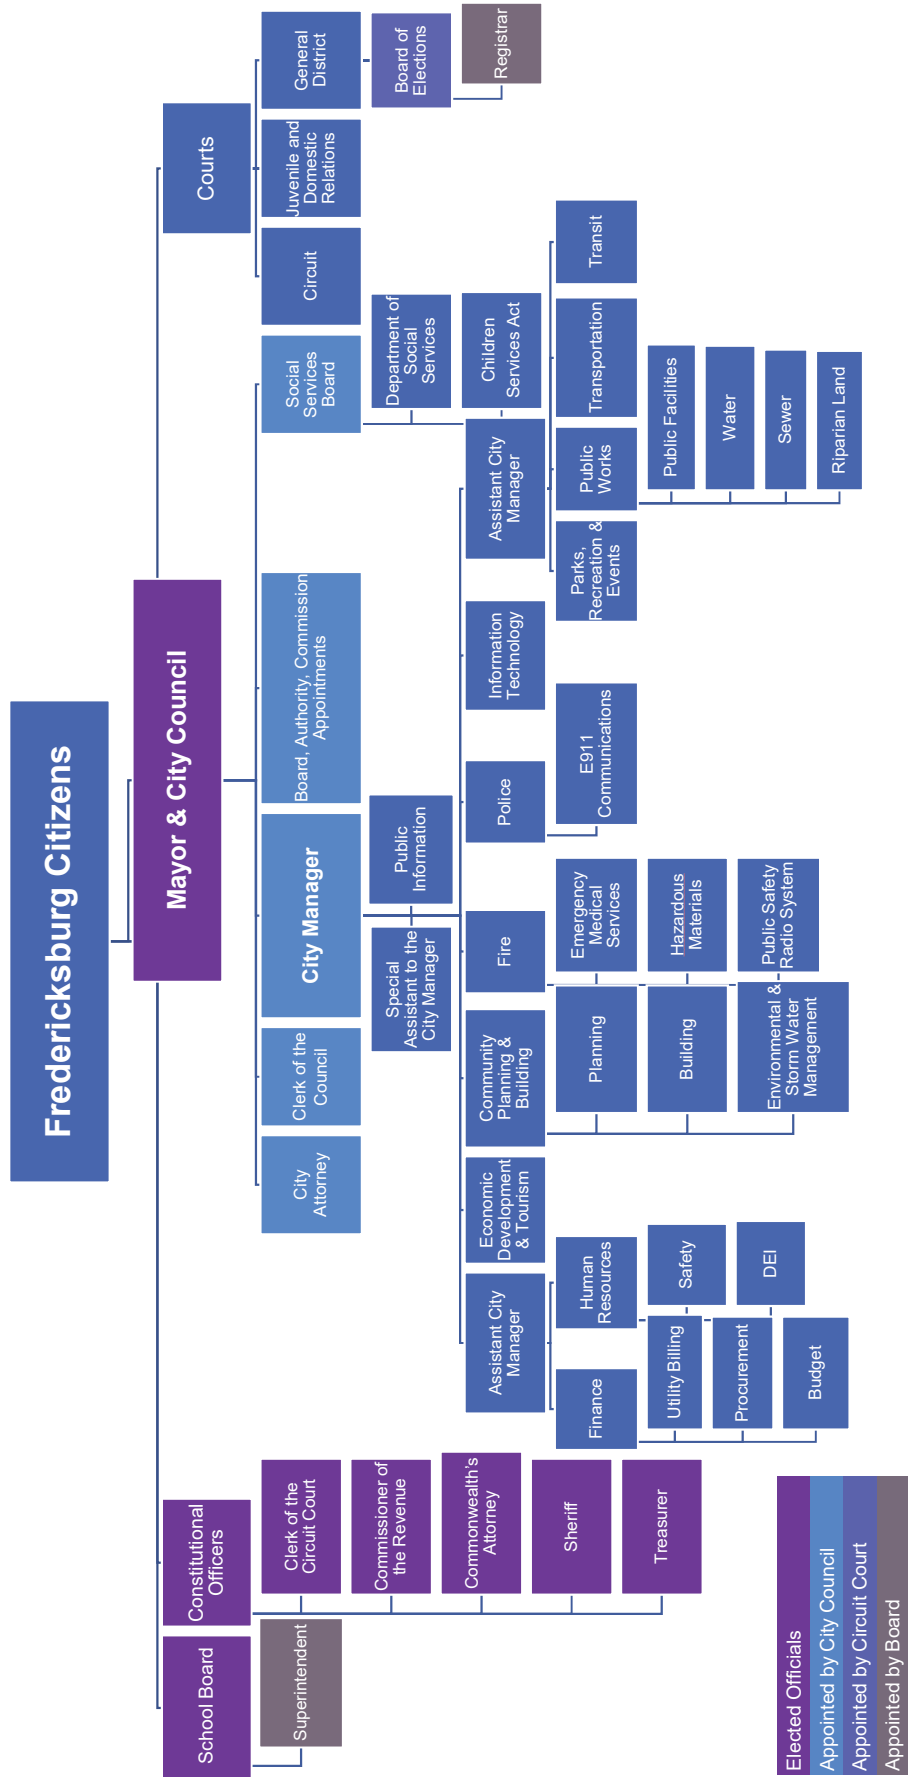 Fredericksburg Citizens
Mayor & City Council
School Board
Superintendent
Constitutional
Officers
Clerk of the
Circuit Court
Commissioner of
the Revenue
Commonwealth's
Attorney
Sheriff
Treasurer
City
Attorney
Clerk of the
Council
City Manager
Board, Authority, Commission
Appointments
Social
Services
Board
Department of
Social
Services
Children
Services Act
Courts
Circuit
Juvenile and
Domestic
Relations
General
District
Board of
Elections
Registrar
Special
Assistant to the
City Manager
Public
Information
Assistant City
Manager
Finance
Utility Billing
Procurement
Budget
Human
Resources
Safety
DEI
Economic
Development
& Tourism
Community
Planning &
Building
Planning
Building
Environmental &
Storm Water
Management
Fire
Emergency
Medical
Services
Hazardous
Materials
Public Safety
Radio System
Police
E911
Communications
Information
Technology
Assistant City
Manager
Parks,
Recreation &
Events
Public
Works
Public Facilities
Water
Sewer
Riparian Land
Transportation
Transit
Elected Officials
Appointed by City Council
Appointed by Circuit Court
Appointed by Board